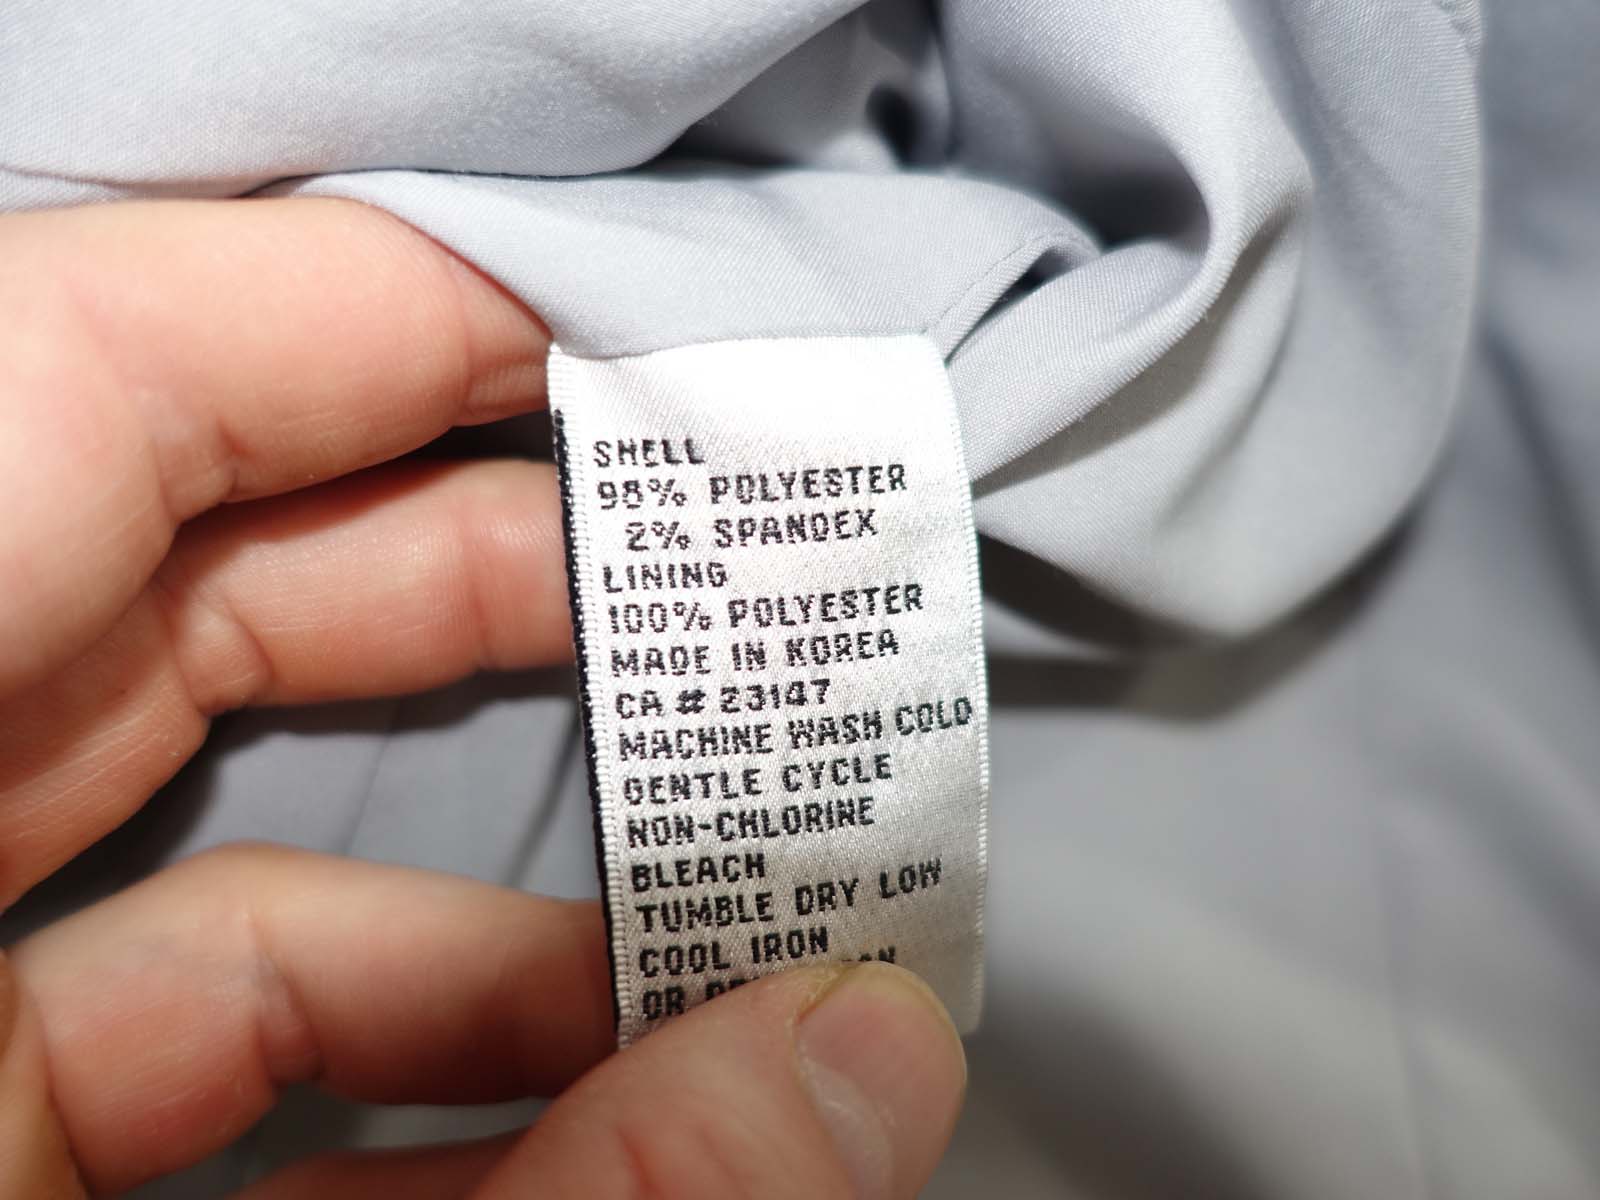 SHELL
98% POLYESTER
2% SPANDEX
LINING
100% POLYESTER
MADE IN KOREA
CA # 23147
MACHINE WASH COLD
GENTLE CYCLE
NON-CHLORINE
BLEACH
TUMBLE DRY LOW
COOL IRON
OR